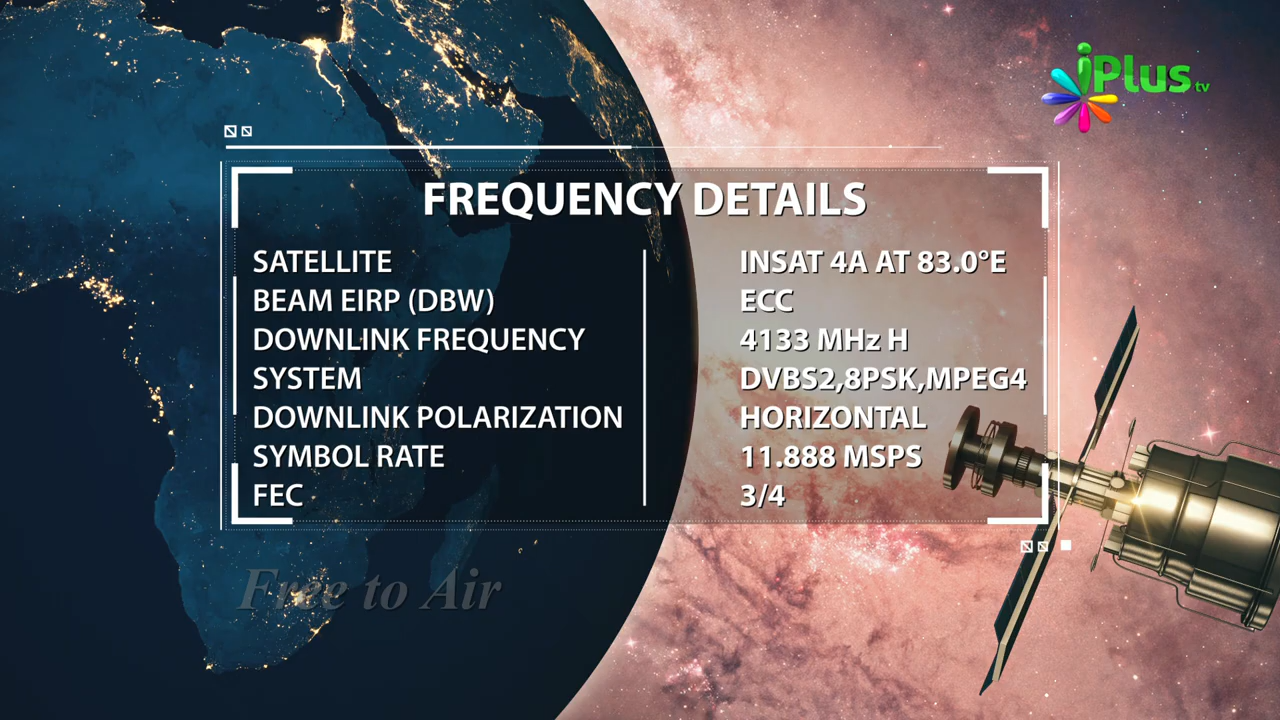 iPlus tv
FREQUENCY DETAILS
SATELLITE INSAT 4A AT 83.0°E
BEAM EIRP (DBW) ECC
DOWNLINK FREQUENCY 4133 MHz H
SYSTEM DVBS2,8PSK,MPEG4
DOWNLINK POLARIZATION HORIZONTAL
SYMBOL RATE 11.888 MSPS
FEC 3/4
Free to Air